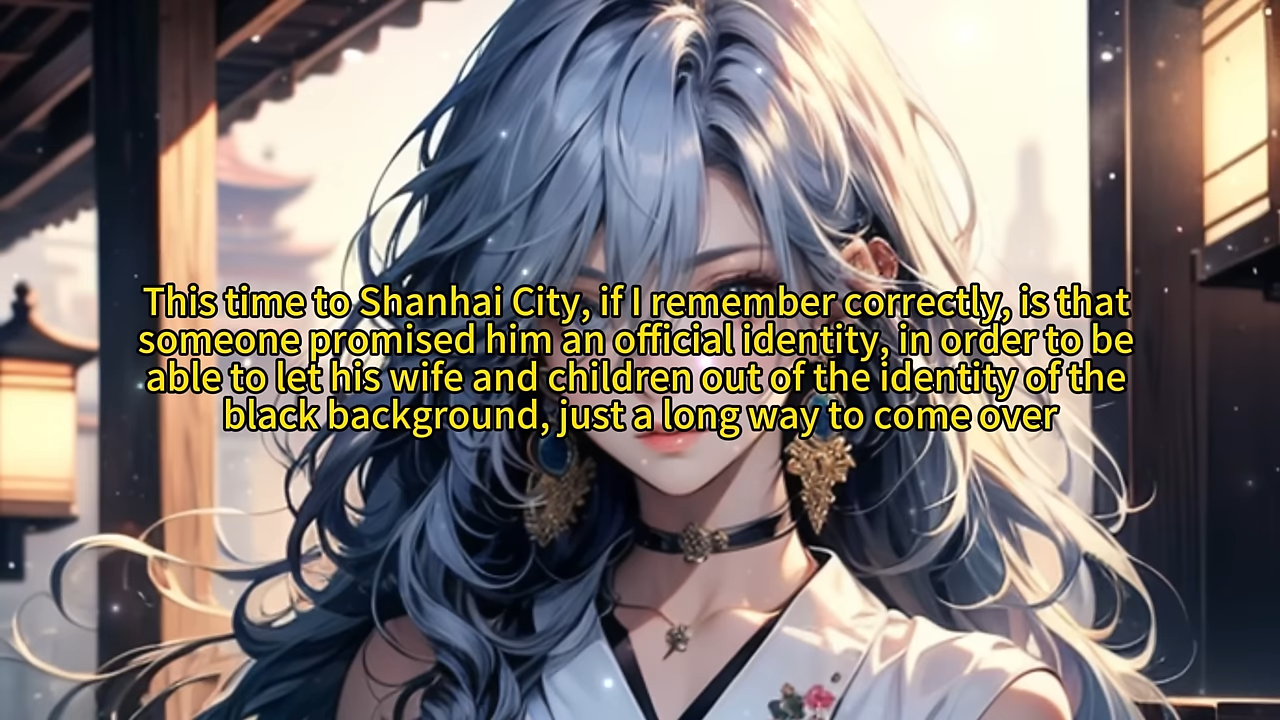 This time to Shanhai City, if I remember correctly, is that
someone promised him an official identity, in order to be
able to let his wife and children out of the identity of the
black background, just a long way to come over